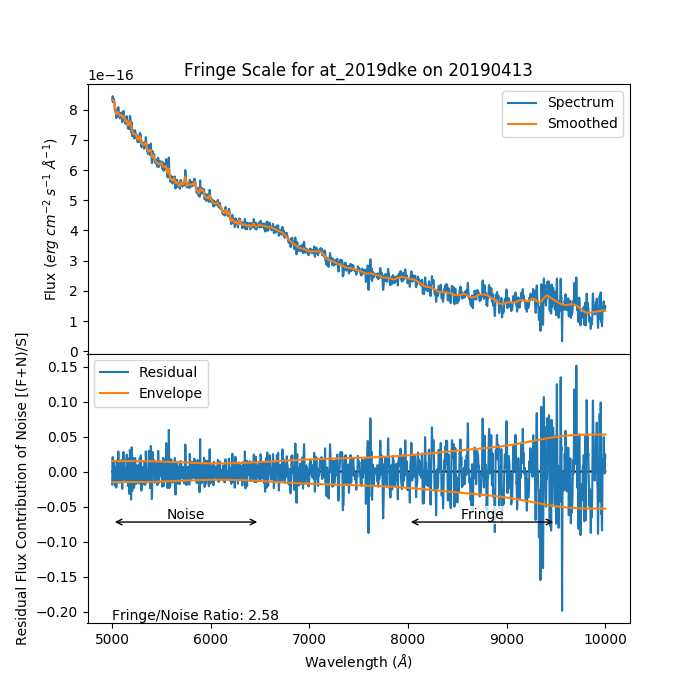 Fringe Scale for at_2019dke on 20190413
1e−16
Spectrum
Smoothed
8
7
6
5
4
3
2
1
0
Flux (erg cm⁻² s⁻¹ Å⁻¹)
Residual
Envelope
0.15
0.10
0.05
0.00
−0.05
−0.10
−0.15
−0.20
Residual Flux Contribution of Noise [(F+N)/S]
Noise
Fringe
Fringe/Noise Ratio: 2.58
5000 6000 7000 8000 9000 10000
Wavelength (Å)